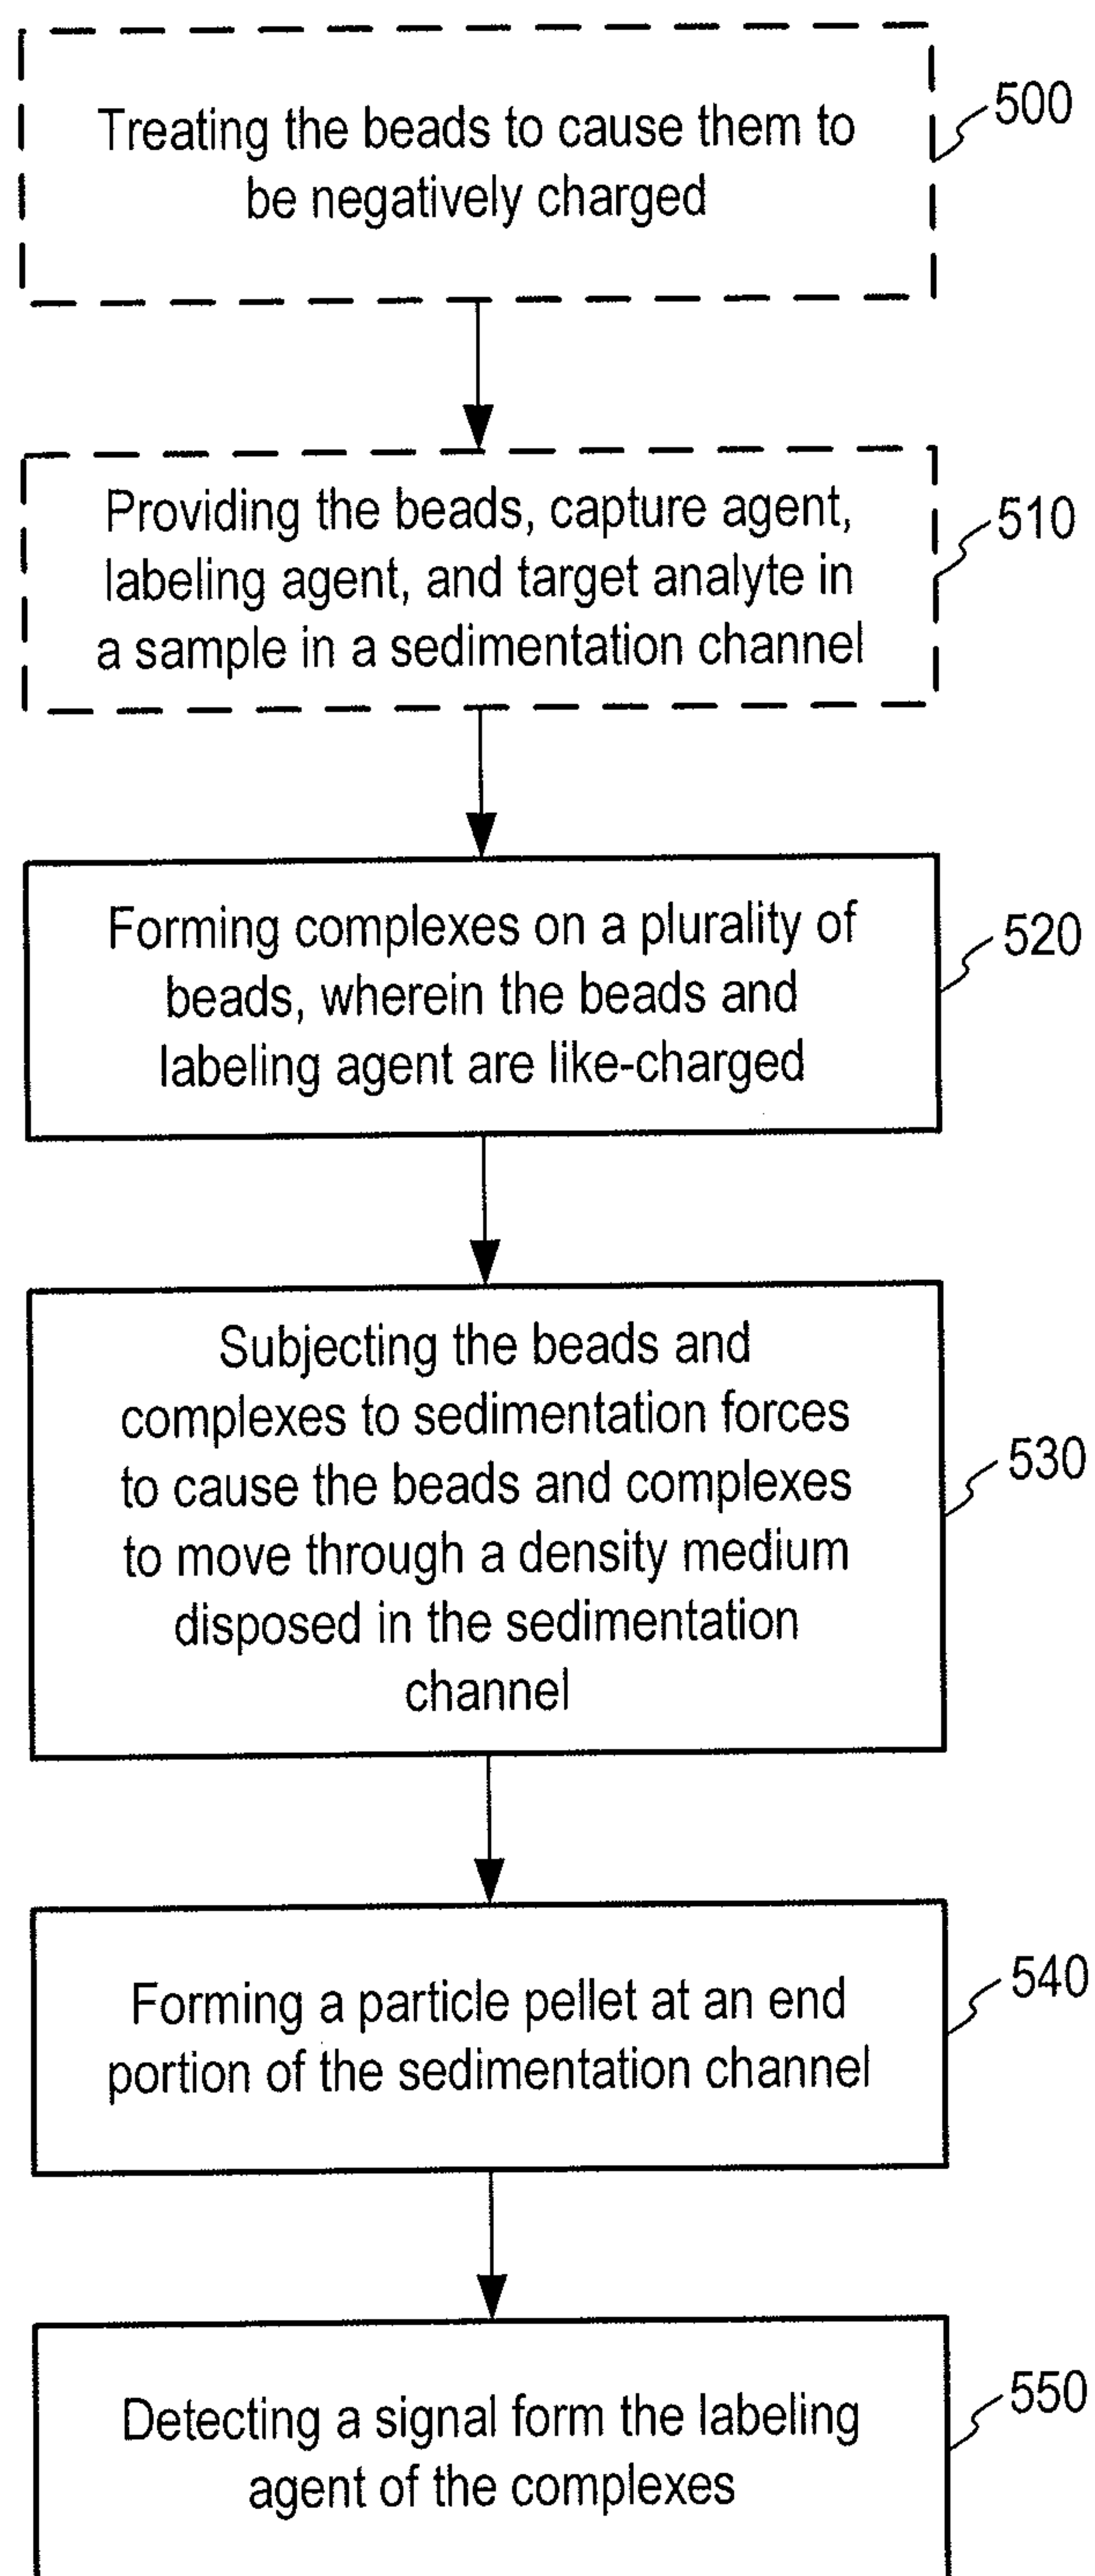 Treating the beads to cause them to
be negatively charged
500
Providing the beads, capture agent,
labeling agent, and target analyte in
a sample in a sedimentation channel
510
Forming complexes on a plurality of
beads, wherein the beads and
labeling agent are like-charged
520
Subjecting the beads and
complexes to sedimentation forces
to cause the beads and complexes
to move through a density medium
disposed in the sedimentation
channel
530
Forming a particle pellet at an end
portion of the sedimentation channel
540
Detecting a signal form the labeling
agent of the complexes
550